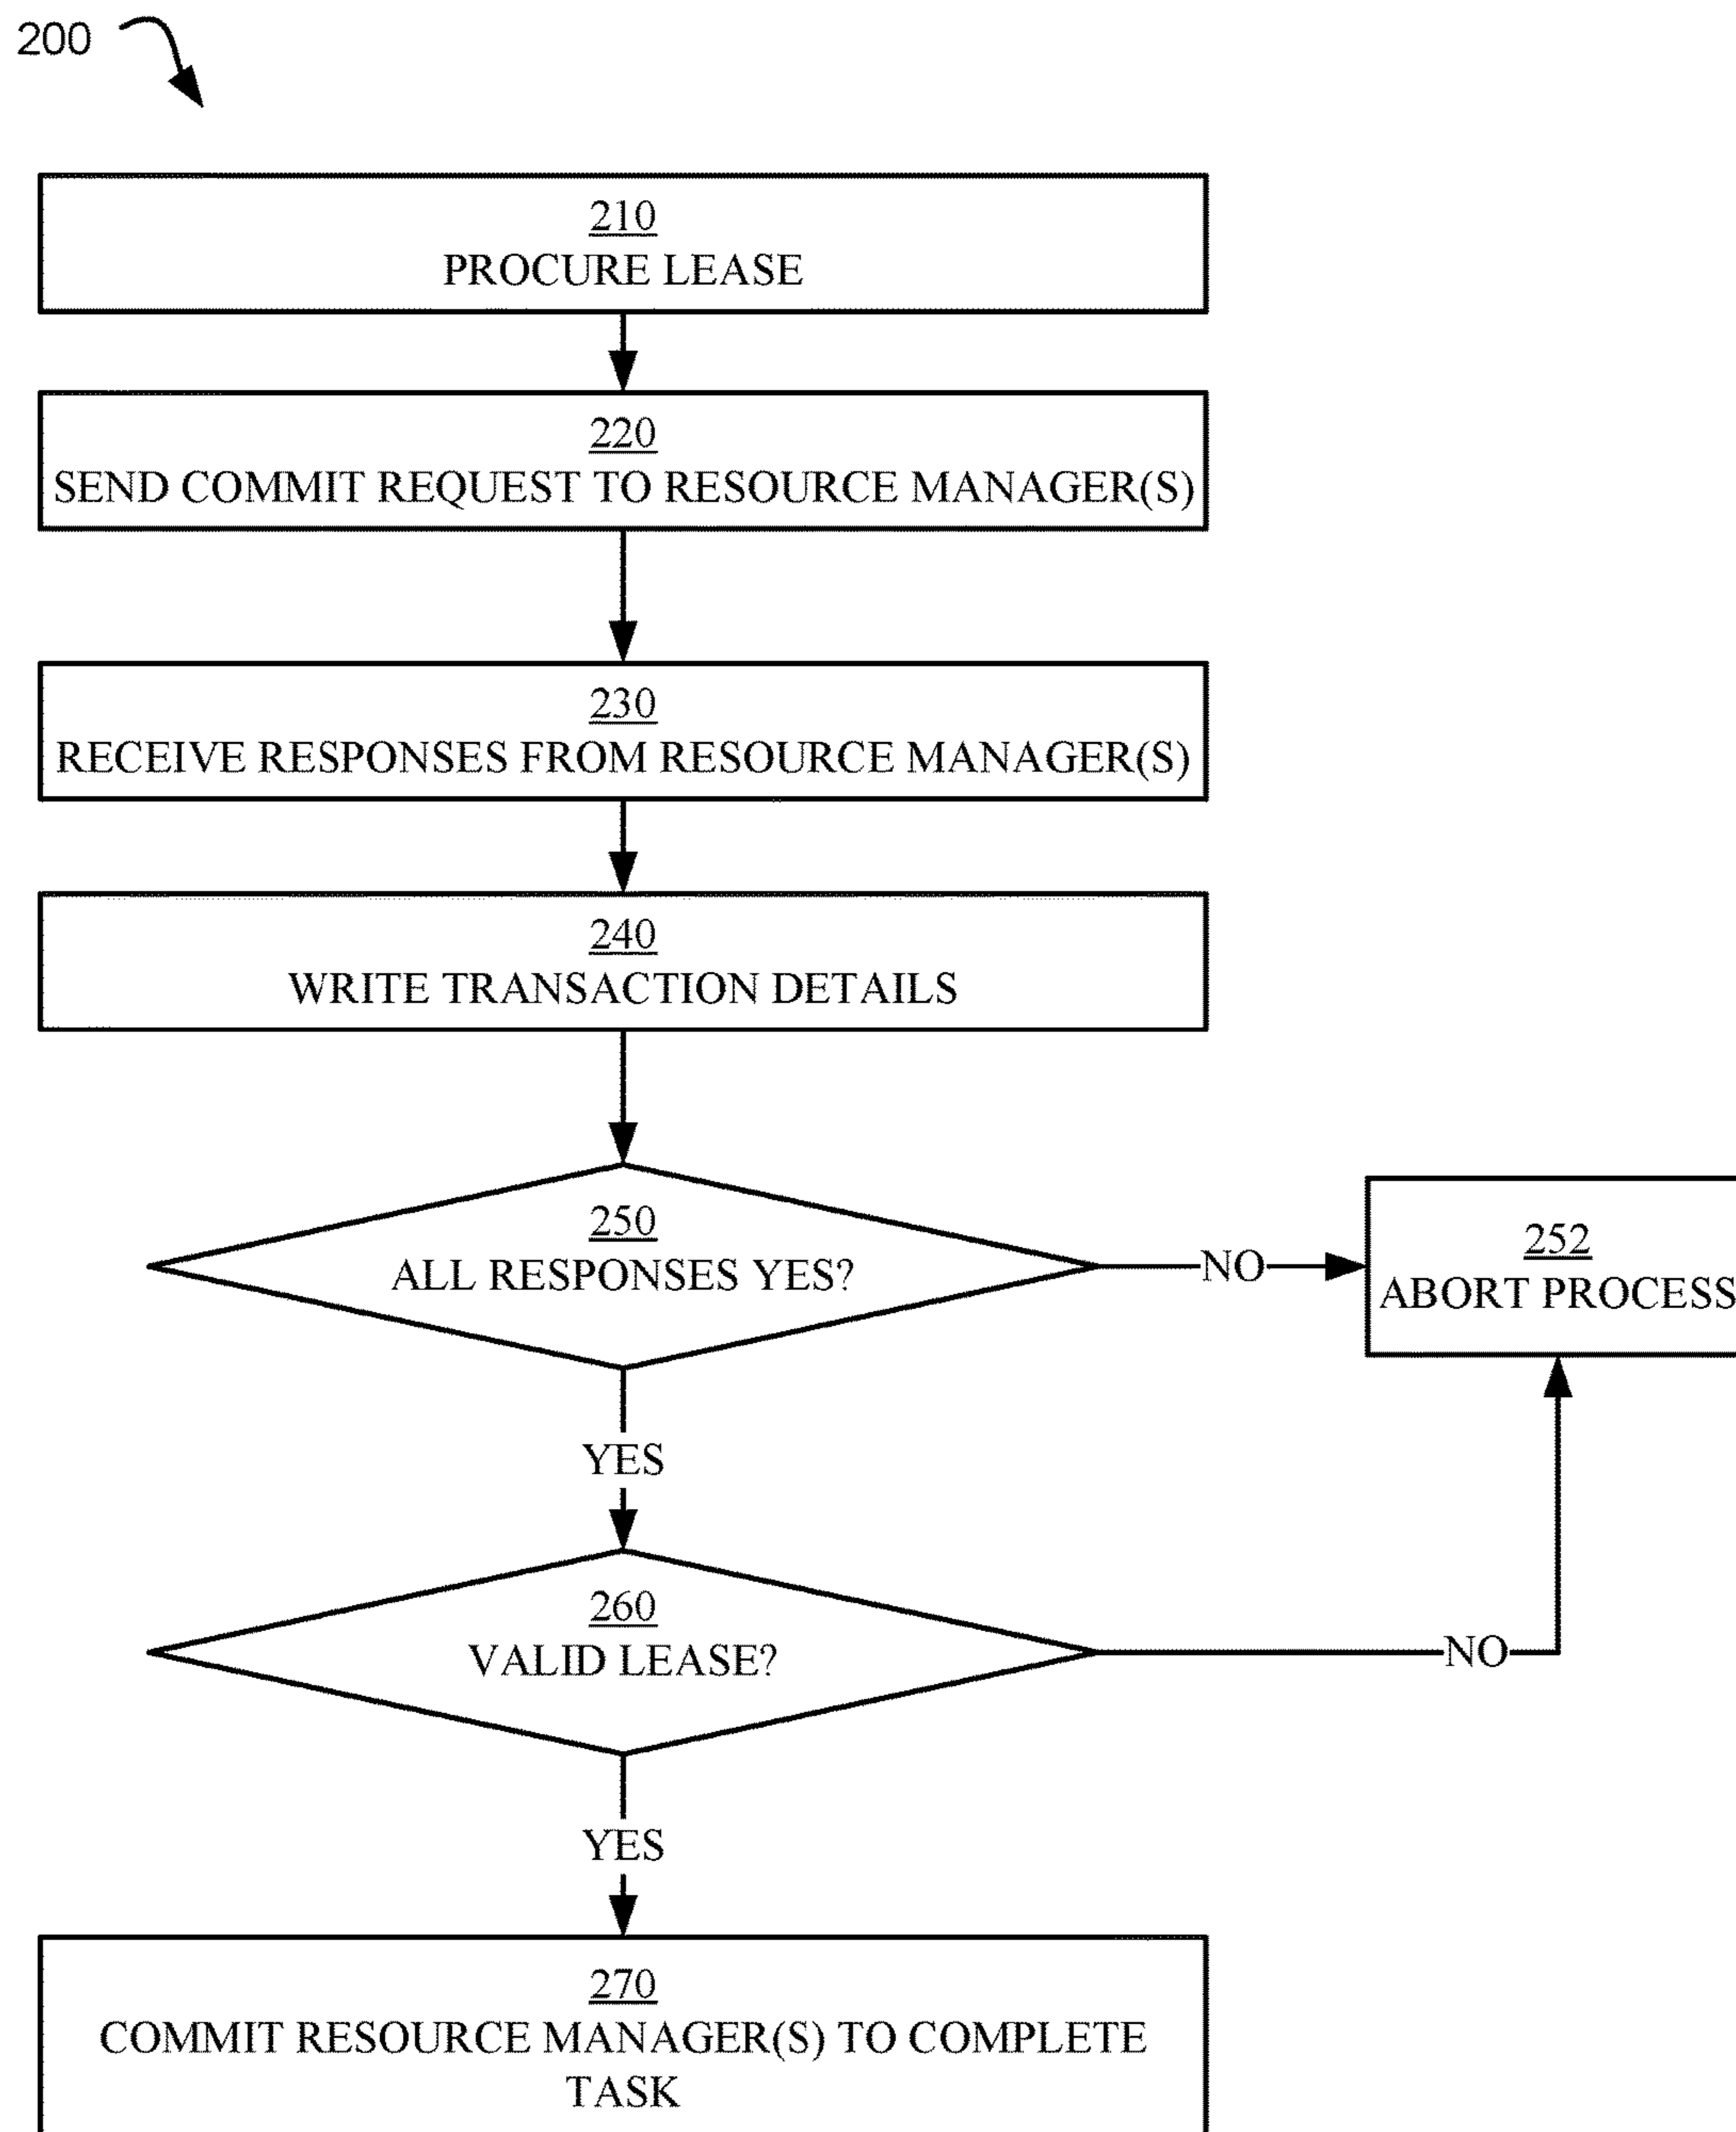 200
210
PROCURE LEASE
220
SEND COMMIT REQUEST TO RESOURCE MANAGER(S)
230
RECEIVE RESPONSES FROM RESOURCE MANAGER(S)
240
WRITE TRANSACTION DETAILS
250
ALL RESPONSES YES?
NO
252
ABORT PROCESS
YES
260
VALID LEASE?
NO
YES
270
COMMIT RESOURCE MANAGER(S) TO COMPLETE
TASK